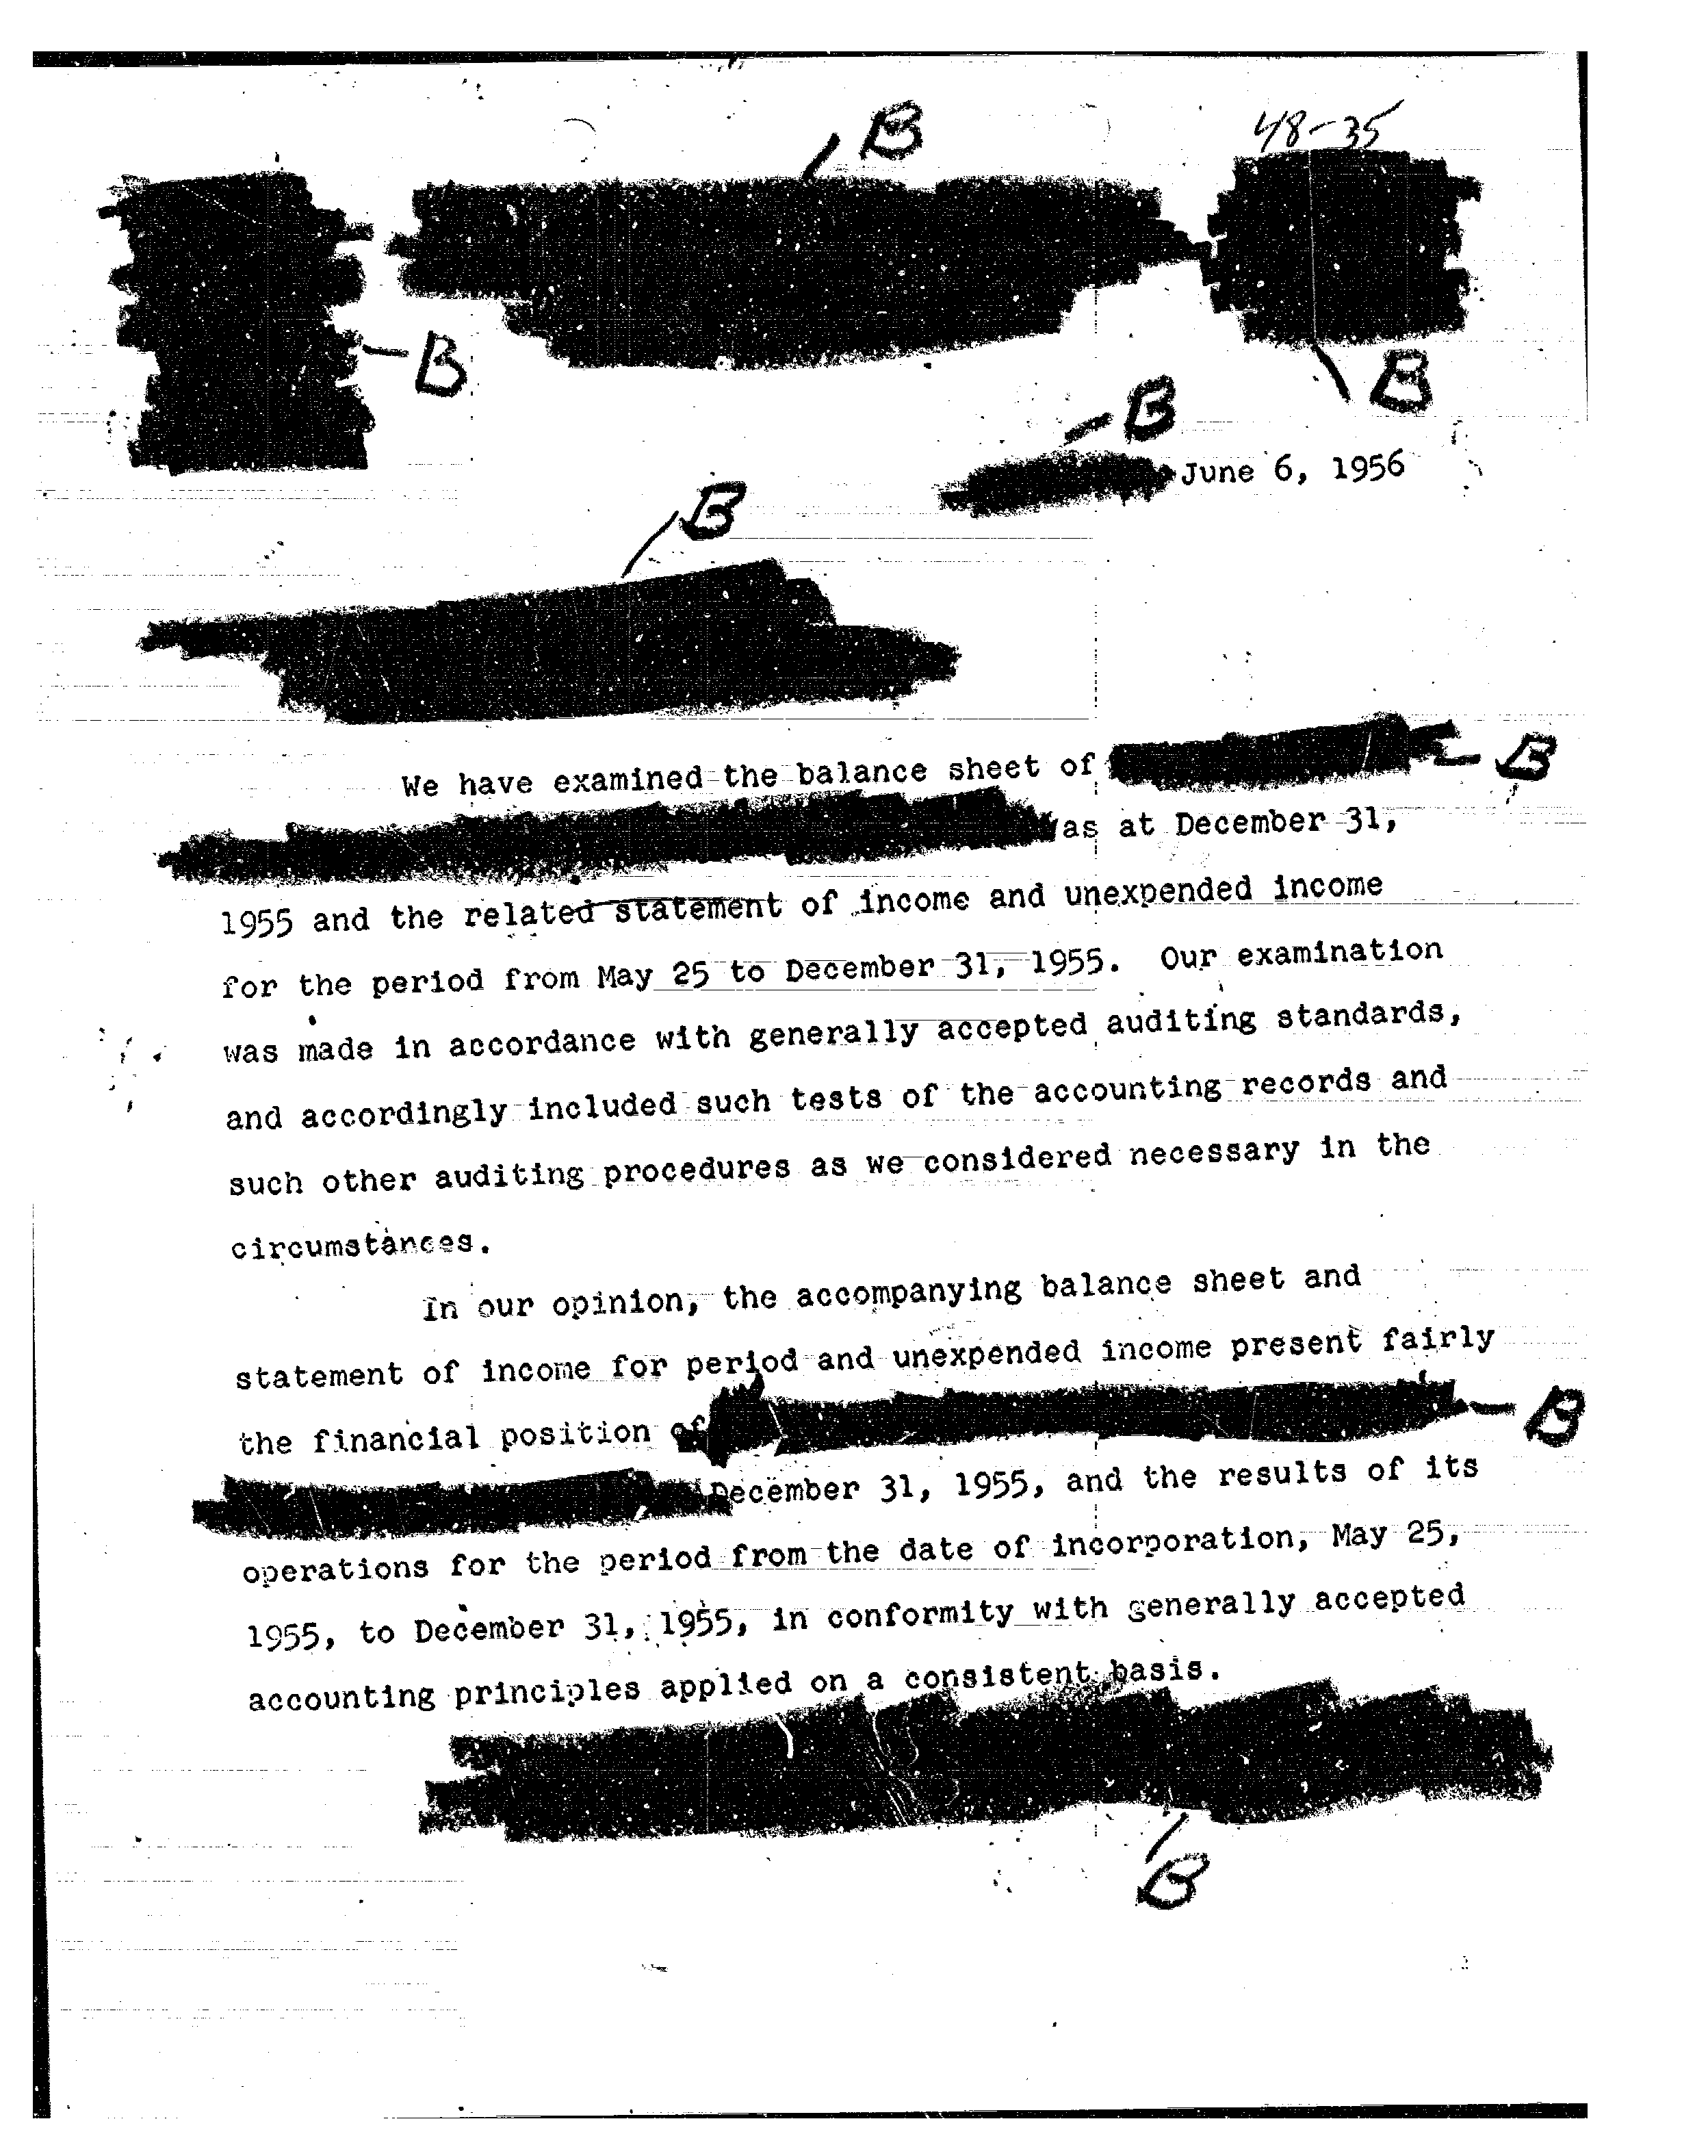 B
48-35
B
B
B
June 6, 1956
B
We have examined the balance sheet of
B
as at December 31,
1955 and the related statement of income and unexpended income
for the period from May 25 to December 31, 1955. Our examination
was made in accordance with generally accepted auditing standards,
and accordingly included such tests of the accounting records and
such other auditing procedures as we considered necessary in the
circumstances.
In our opinion, the accompanying balance sheet and
statement of income for period and unexpended income present fairly
the financial position of
B
December 31, 1955, and the results of its
operations for the period from the date of incorporation, May 25,
1955, to December 31, 1955, in conformity with generally accepted
accounting principles applied on a consistent basis.
B